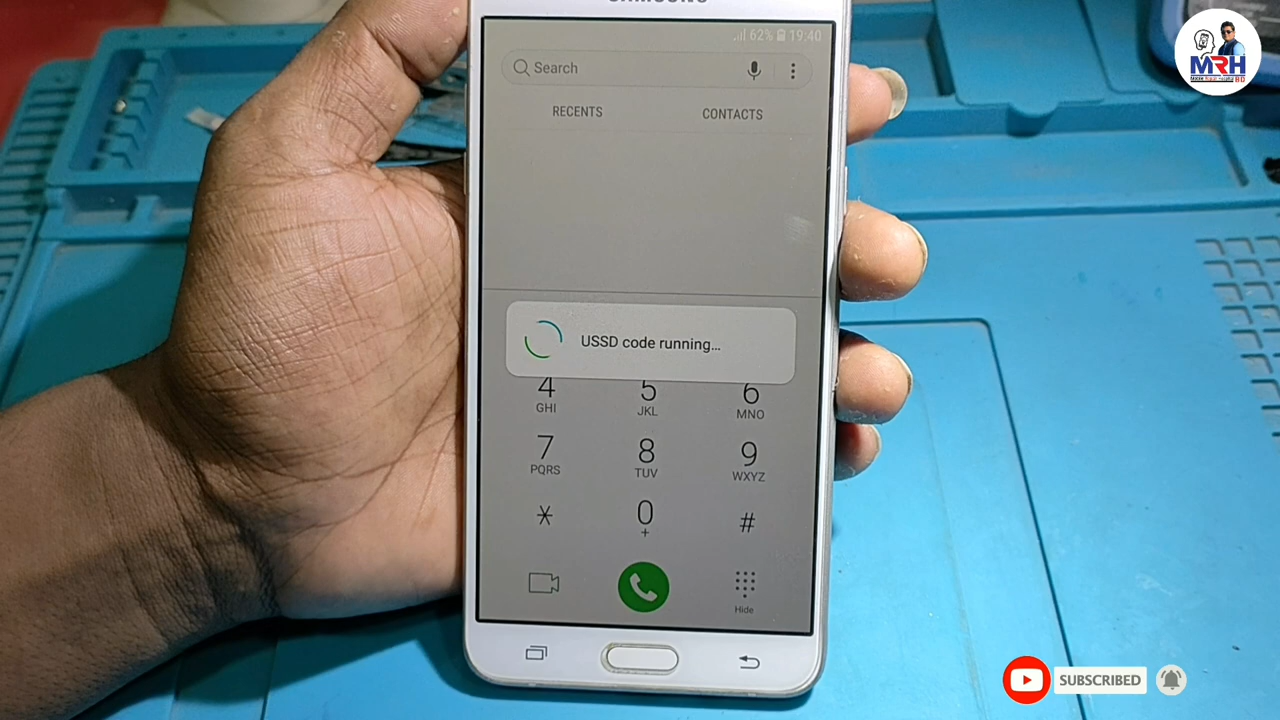 SAMSUNG
62% 19:40
Search
RECENTS
CONTACTS
USSD code running...
4
GHI
5
JKL
6
MNO
7
PQRS
8
TUV
9
WXYZ
*
0
+
#
Hide
MRH
SUBSCRIBED